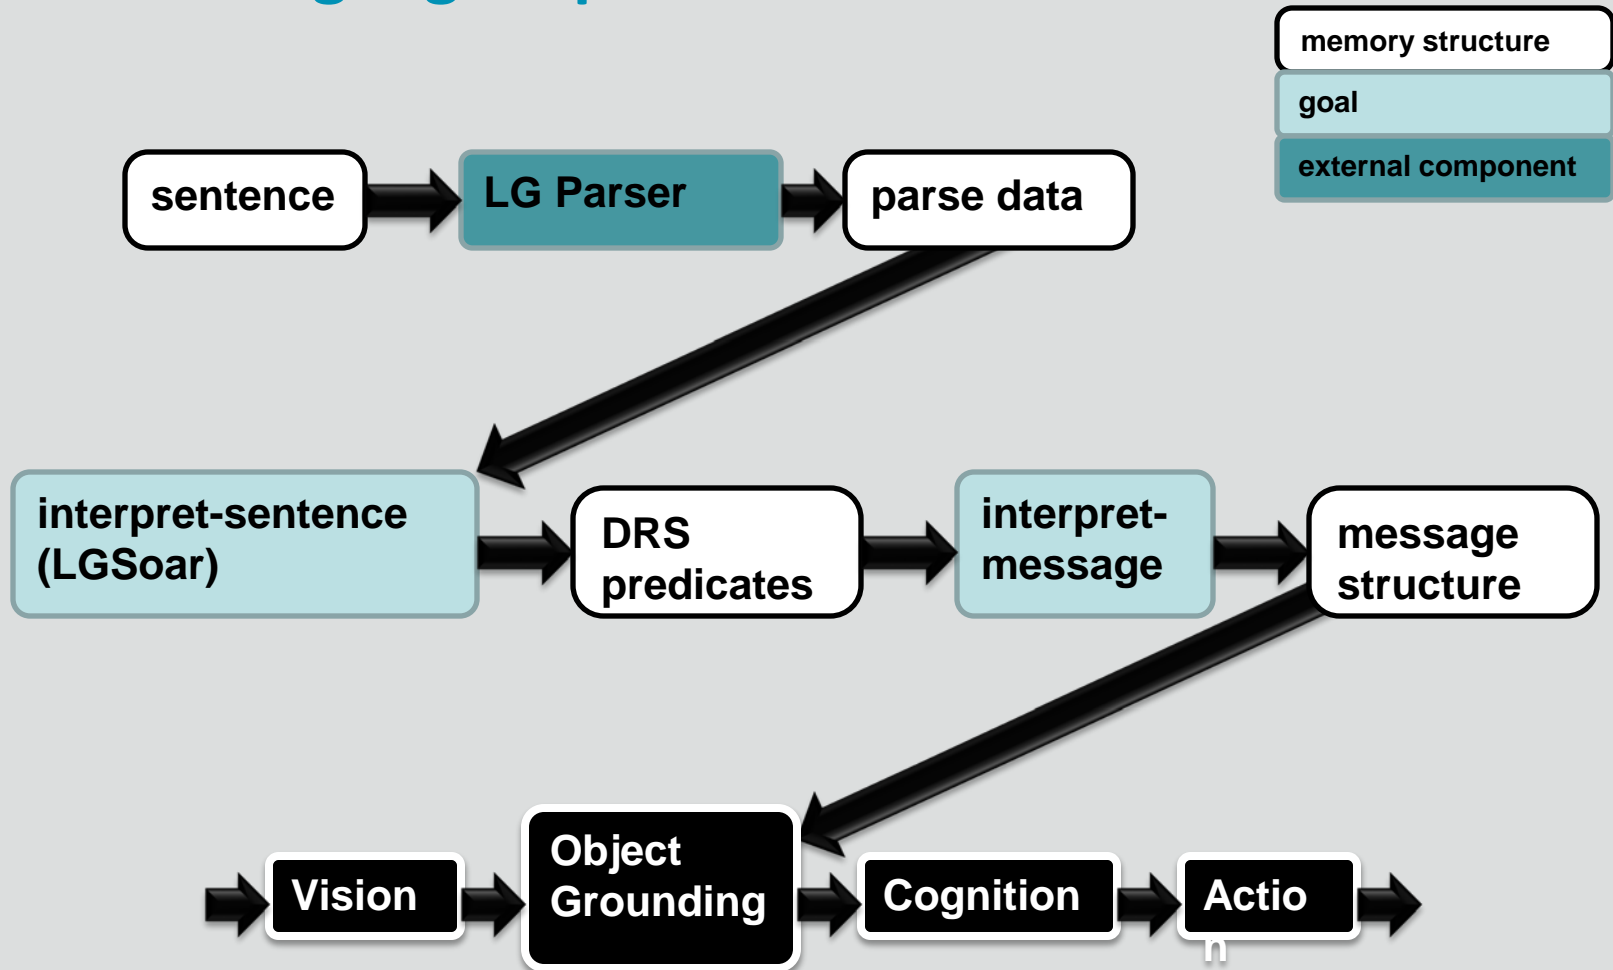 memory structure
goal
external component
sentence
LG Parser
parse data
interpret-sentence
(LGSoar)
DRS
predicates
interpret-
message
message
structure
Vision
Object
Grounding
Cognition
Actio
n